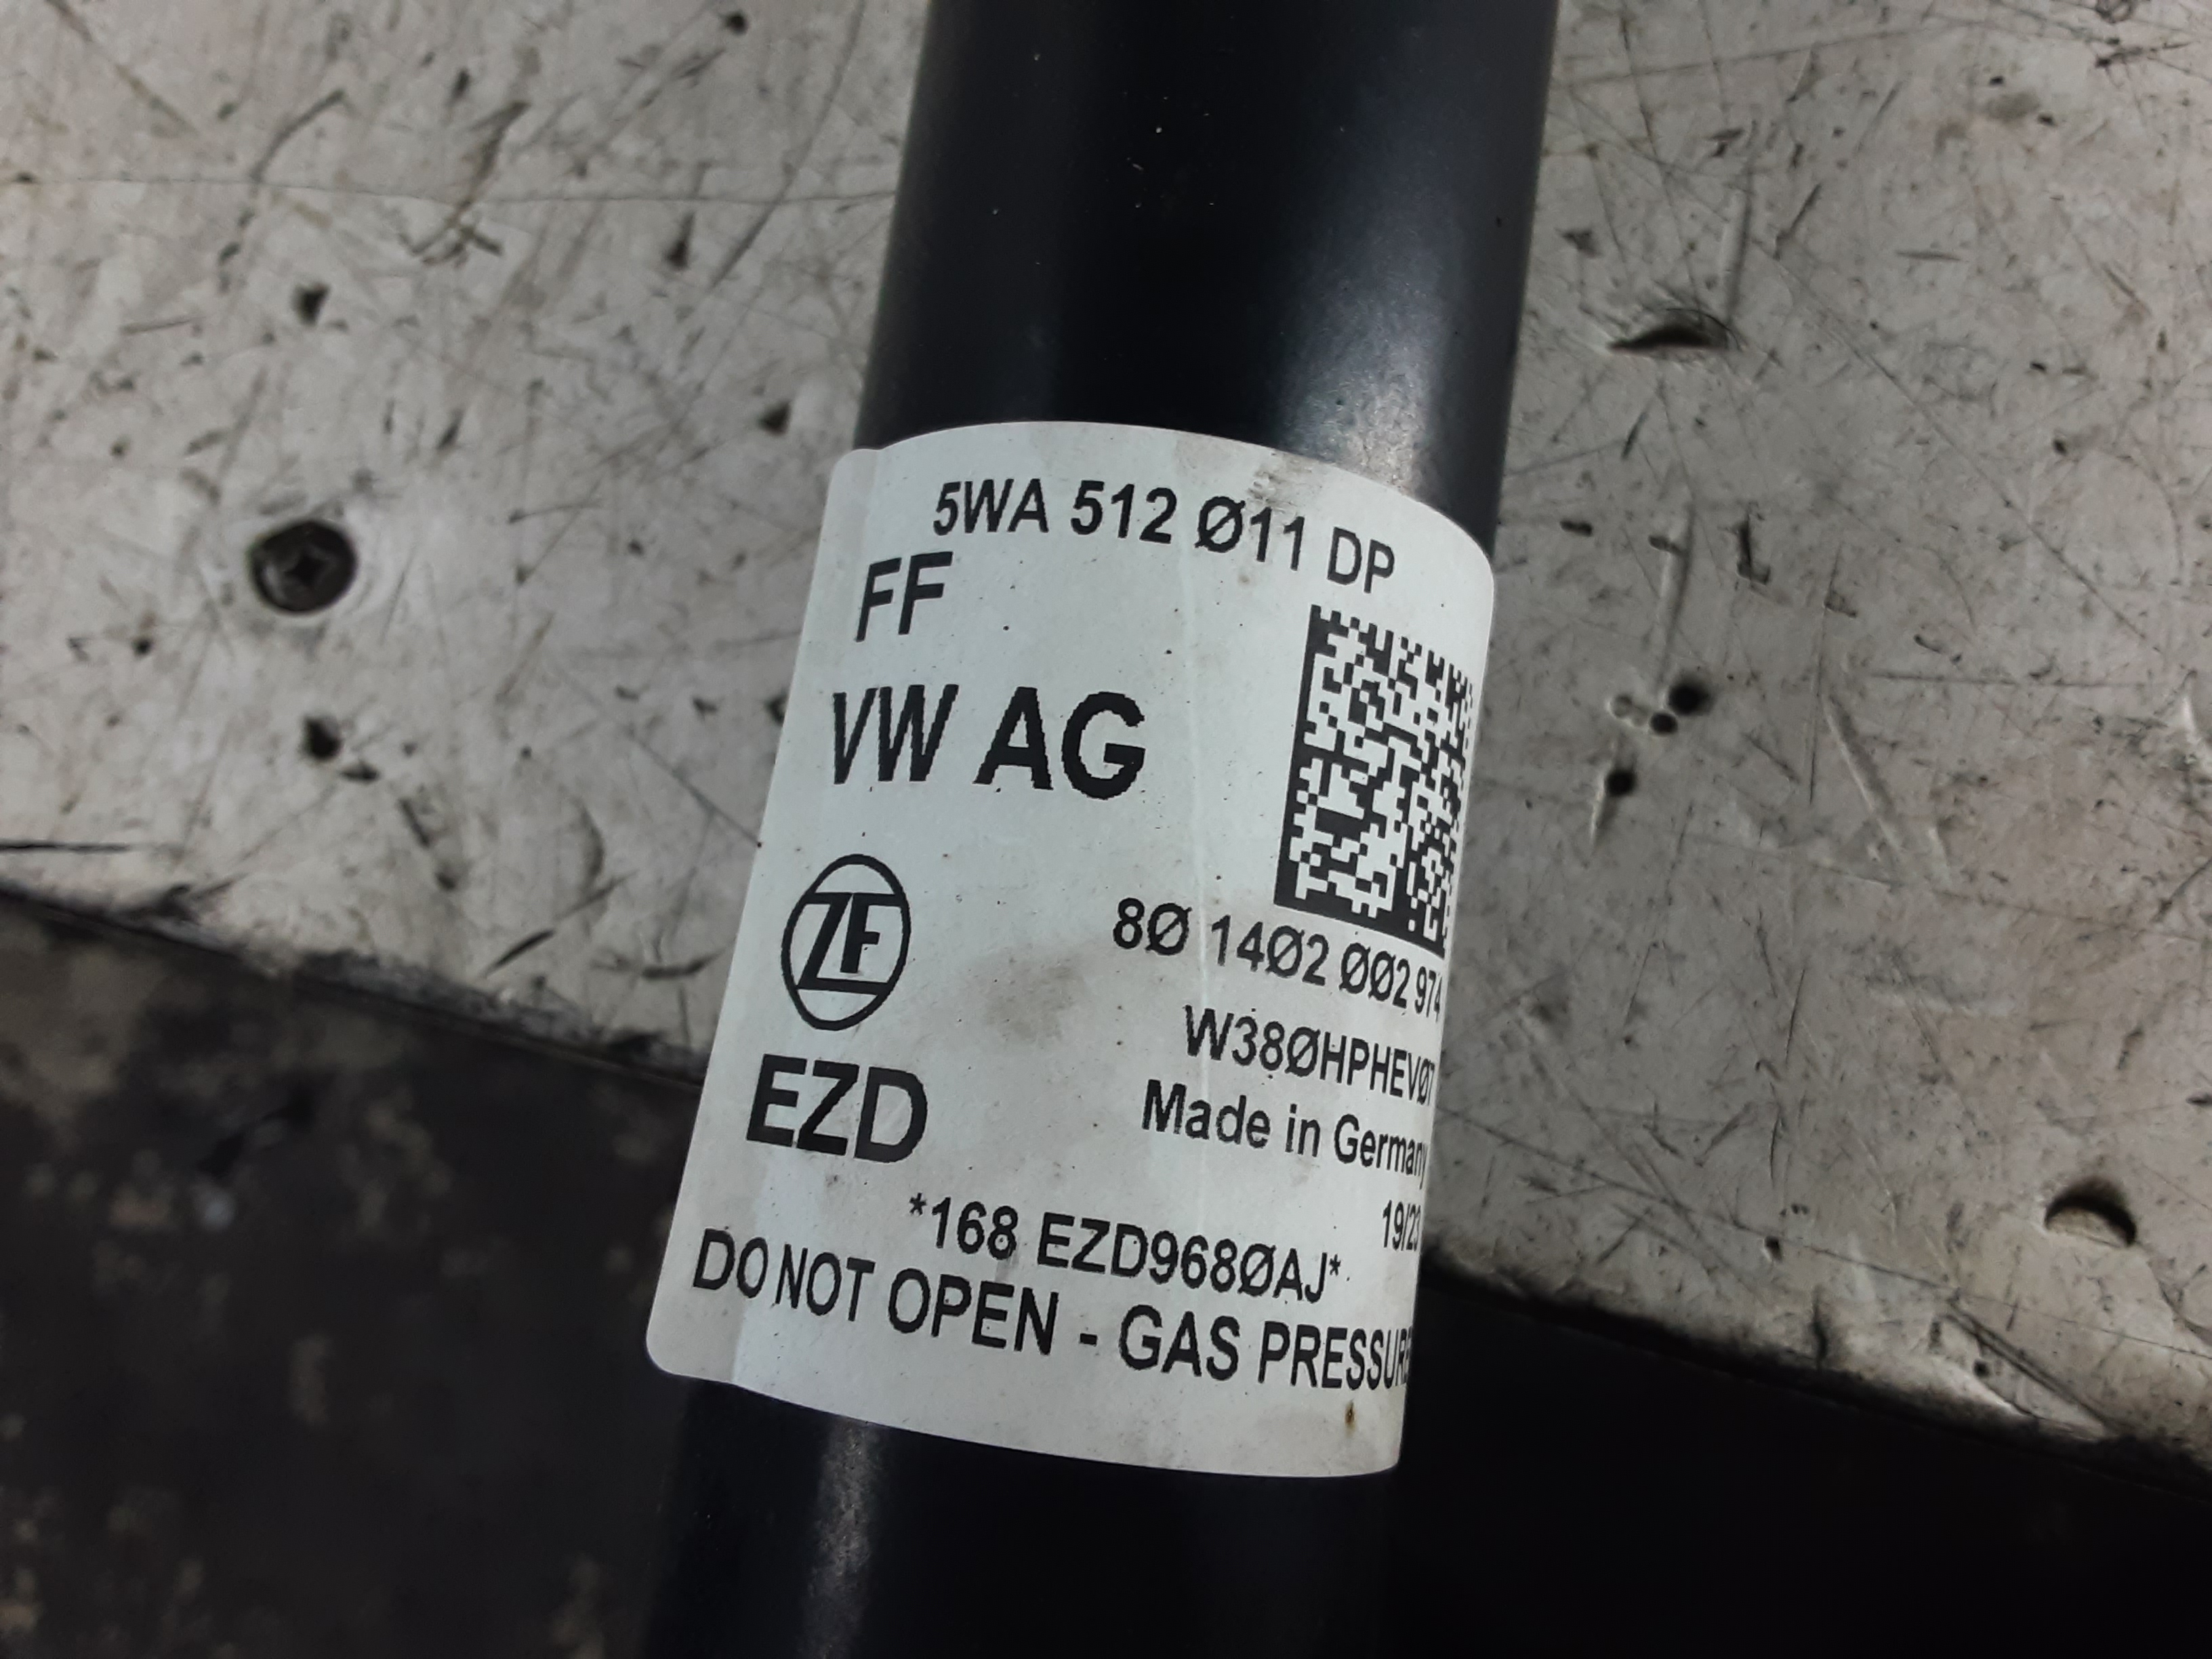 5WA 512 Ø11 DP
FF
VW AG
ZF
8Ø 14Ø2 ØØ2 974
W38ØHPHEVØ7
EZD
Made in Germany
19/23
*168 EZD968ØAJ*
DO NOT OPEN - GAS PRESSURE